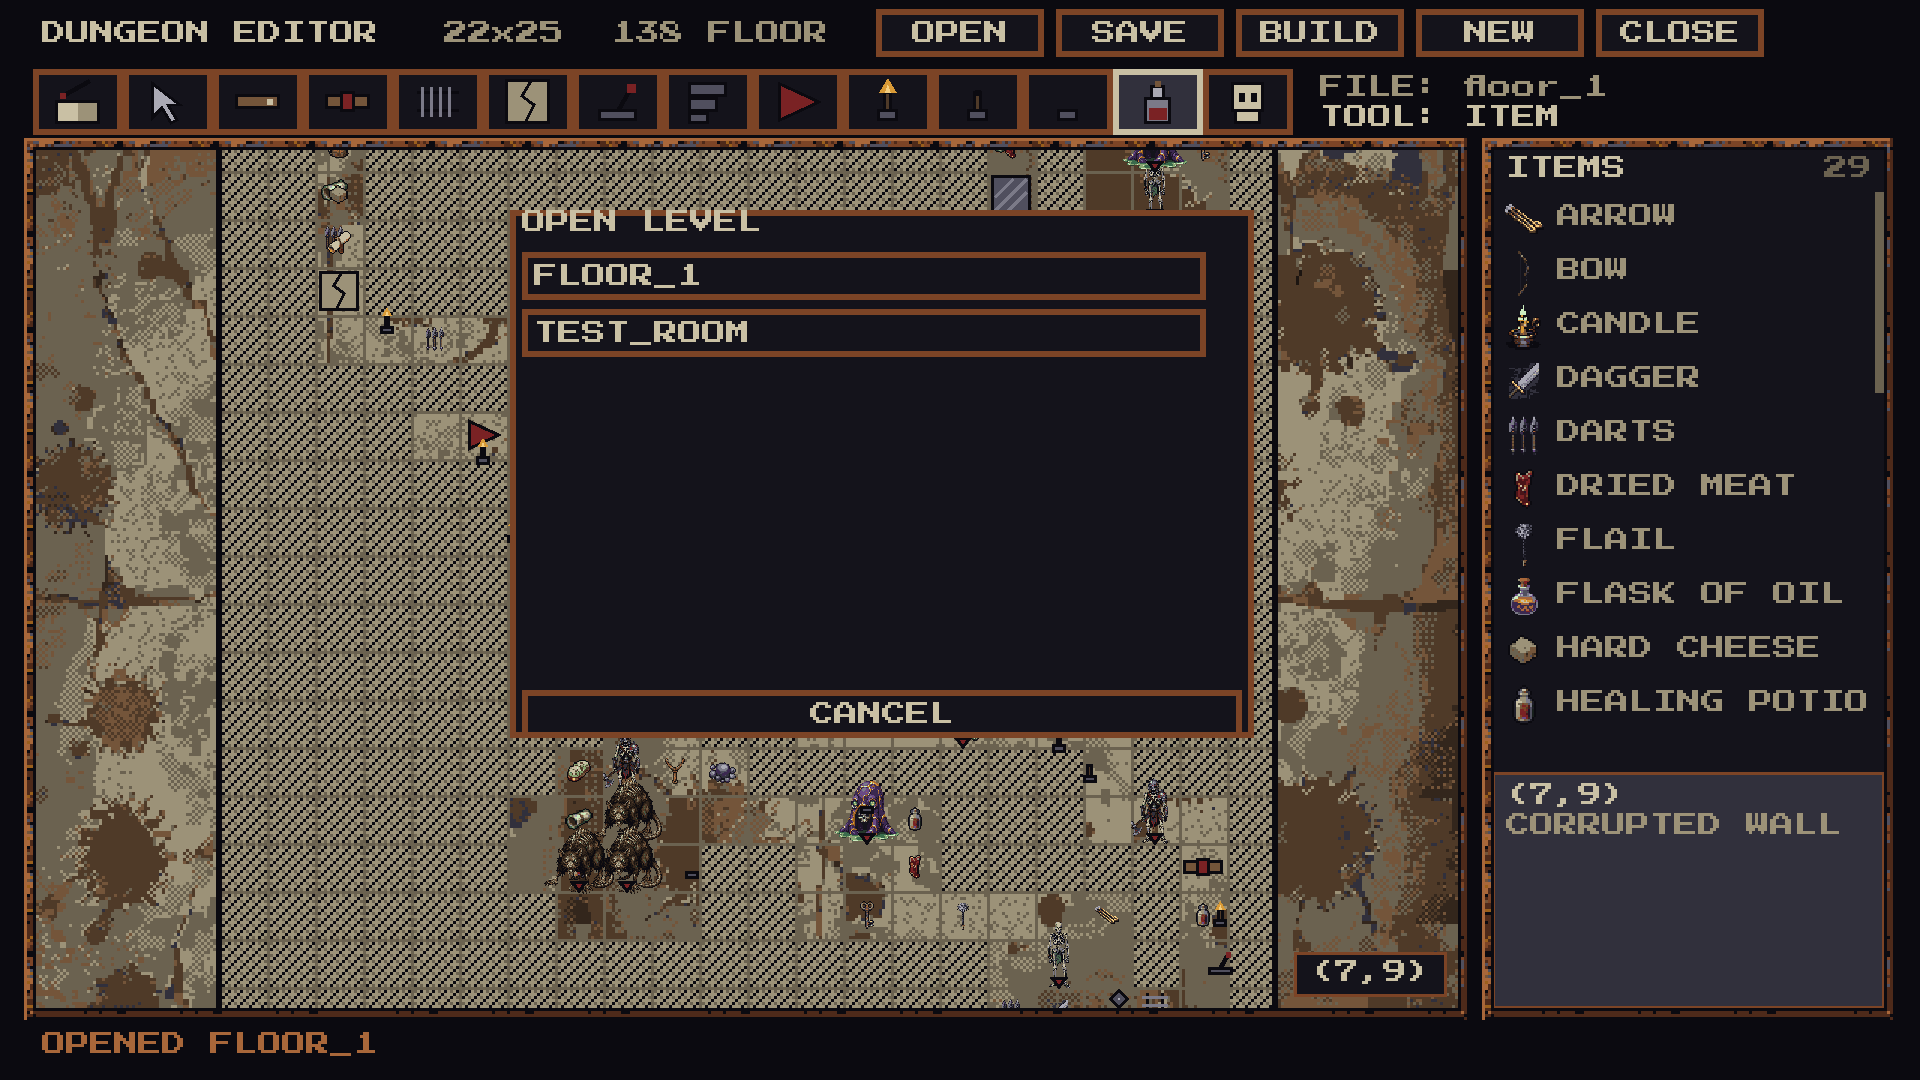 DUNGEON EDITOR 22x25 138 FLOOR OPEN SAVE BUILD NEW CLOSE
FILE: floor_1
TOOL: ITEM
OPEN LEVEL
FLOOR_1
TEST_ROOM
CANCEL
ITEMS 29
ARROW
BOW
CANDLE
DAGGER
DARTS
DRIED MEAT
FLAIL
FLASK OF OIL
HARD CHEESE
HEALING POTIO
(7,9)
CORRUPTED WALL
(7,9)
OPENED FLOOR_1